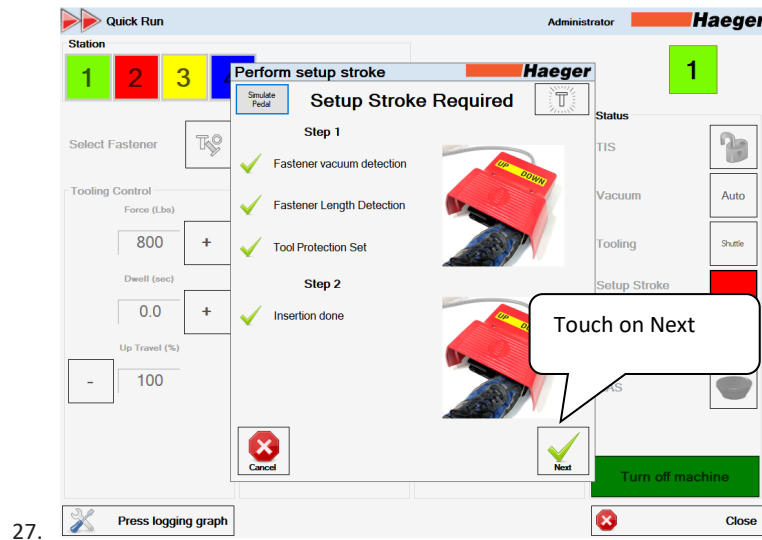 Quick Run
Administrator
Haeger
Station
1
2
3
1
Perform setup stroke
Haeger
Simulate
Pedal
Setup Stroke Required
T
Step 1
Fastener vacuum detection
Fastener Length Detection
Tool Protection Set
UP DOWN
Step 2
Insertion done
UP
Cancel
Next
Touch on Next
Select Fastener
Tooling Control
Force (Lbs)
800
+
Dwell (sec)
0.0
+
Up Travel (%)
-
100
Status
TIS
Vacuum
Auto
Tooling
Shuttle
Setup Stroke
Turn off machine
Press logging graph
Close
27.